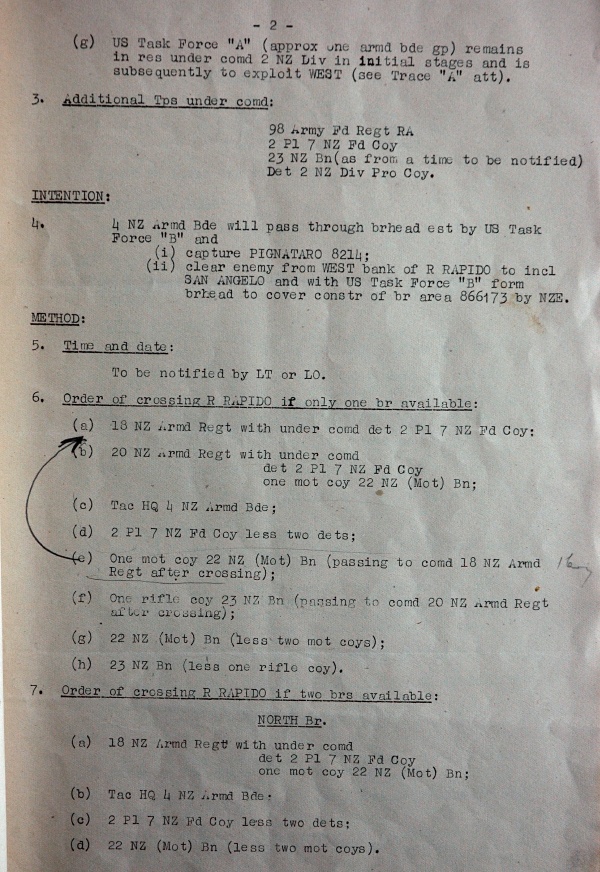 - 2 -
(g) US Task Force "A" (approx one armd bde gp) remains
in res under comd 2 NZ Div in initial stages and is
subsequently to exploit WEST (see Trace "A" att).
3. Additional Tps under comd:
98 Army Fd Regt RA
2 Pl 7 NZ Fd Coy
23 NZ Bn(as from a time to be notified)
Det 2 NZ Div Pro Coy.
INTENTION:
4. 4 NZ Armd Bde will pass through brhead est by US Task
Force "B" and
(i) capture PIGNATARO 8214;
(ii) clear enemy from WEST bank of R RAPIDO to incl
SAN ANGELO and with US Task Force "B" form
brhead to cover constr of br area 866173 by NZE.
METHOD:
5. Time and date:
To be notified by LT or LO.
6. Order of crossing R RAPIDO if only one br available:
(a) 18 NZ Armd Regt with under comd det 2 Pl 7 NZ Fd Coy:
(b) 20 NZ Armd Regt with under comd
det 2 Pl 7 NZ Fd Coy
one mot coy 22 NZ (Mot) Bn;
(c) Tac HQ 4 NZ Armd Bde;
(d) 2 Pl 7 NZ Fd Coy less two dets;
(e) One mot coy 22 NZ (Mot) Bn (passing to comd 18 NZ Armd
Regt after crossing);
(f) One rifle coy 23 NZ Bn (passing to comd 20 NZ Armd Regt
after crossing);
(g) 22 NZ (Mot) Bn (less two mot coys);
(h) 23 NZ Bn (less one rifle coy).
7. Order of crossing R RAPIDO if two brs available:
NORTH Br.
(a) 18 NZ Armd Regt with under comd
det 2 Pl 7 NZ Fd Coy
one mot coy 22 NZ (Mot) Bn;
(b) Tac HQ 4 NZ Armd Bde;
(c) 2 Pl 7 NZ Fd Coy less two dets;
(d) 22 NZ (Mot) Bn (less two mot coys).